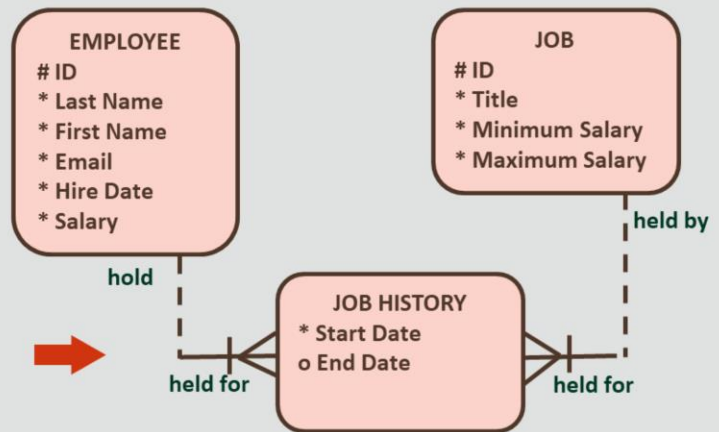 EMPLOYEE
# ID
* Last Name
* First Name
* Email
* Hire Date
* Salary
JOB
# ID
* Title
* Minimum Salary
* Maximum Salary
held by
hold
JOB HISTORY
* Start Date
o End Date
held for
held for